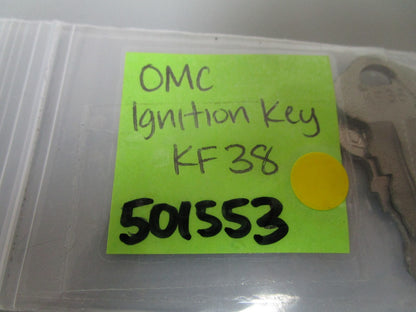 OMC
Ignition Key
KF38
501553